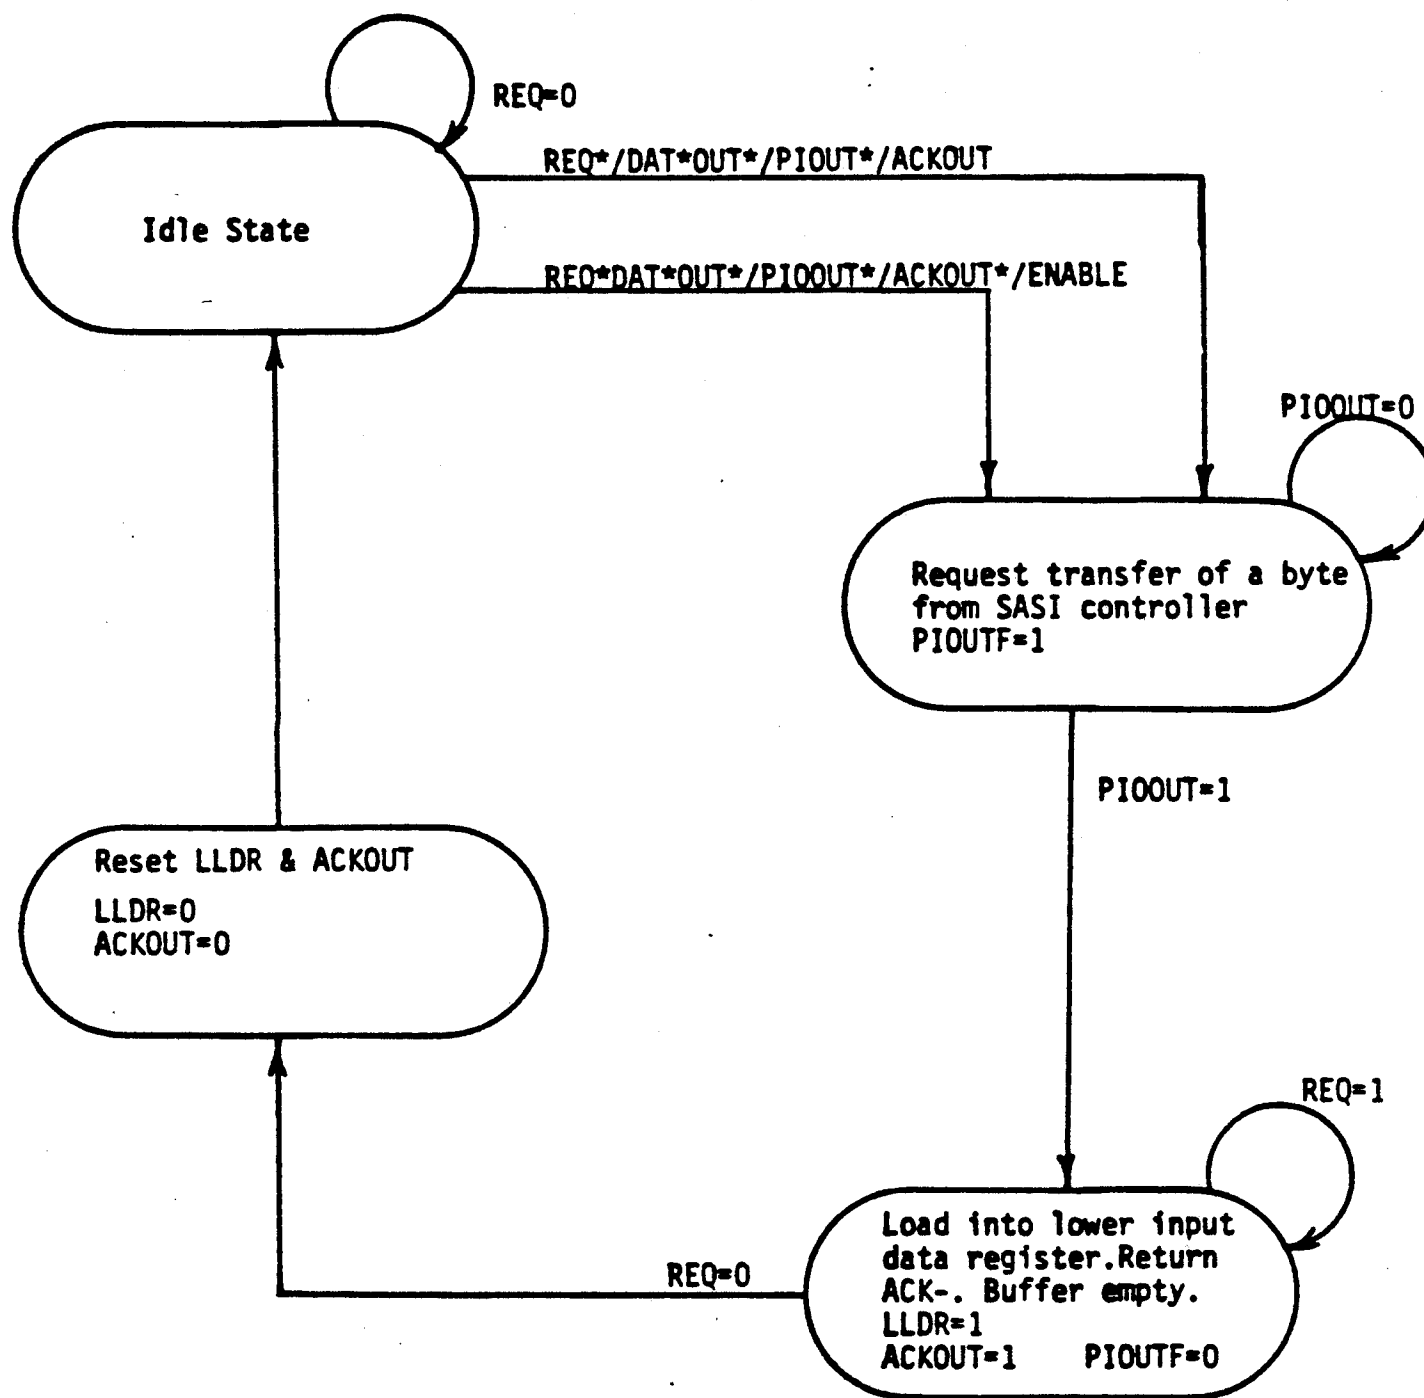 REQ=0
REQ*/DAT*OUT*/PIOUT*/ACKOUT
Idle State
REQ*DAT*OUT*/PIOOUT*/ACKOUT*/ENABLE
PIOOUT=0
Request transfer of a byte
from SASI controller
PIOUTF=1
PIOOUT=1
Reset LLDR & ACKOUT
LLDR=0
ACKOUT=0
REQ=1
Load into lower input
data register.Return
ACK-. Buffer empty.
LLDR=1
ACKOUT=1 PIOUTF=0
REQ=0